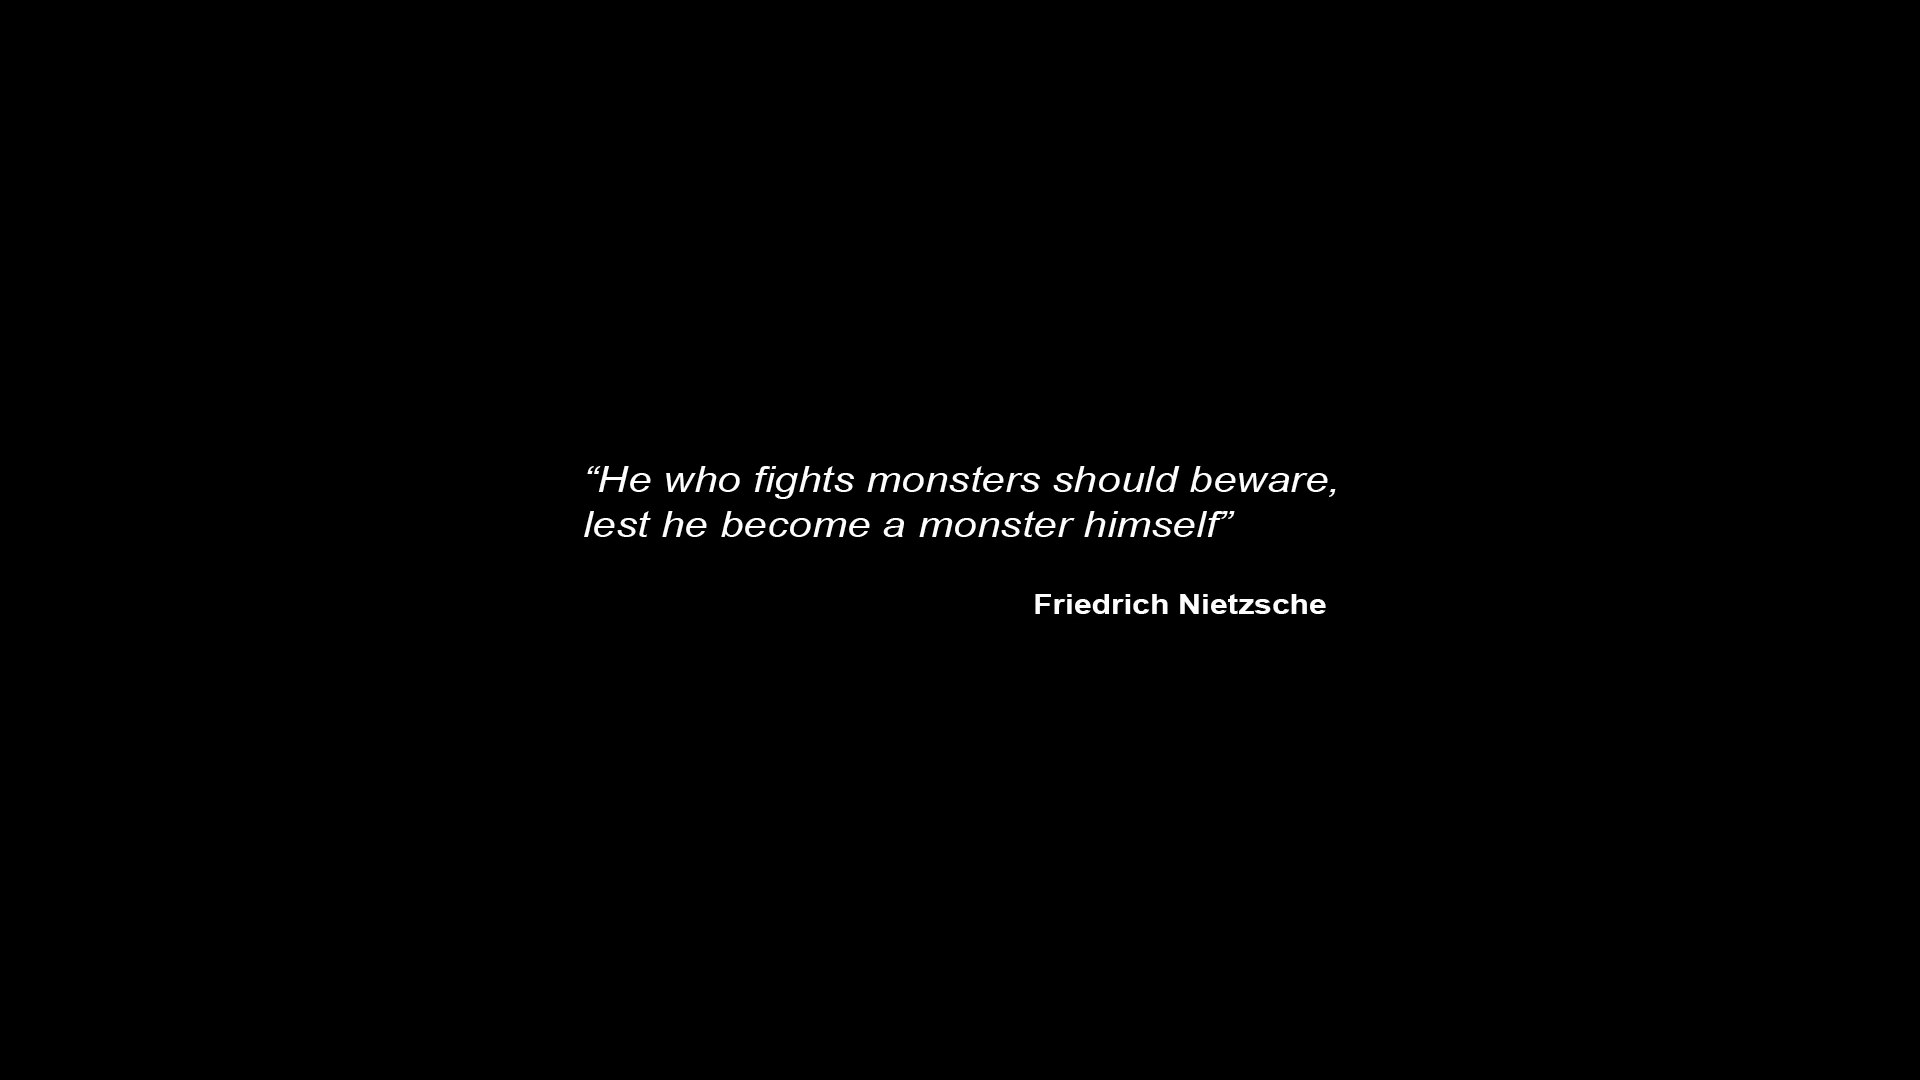 “He who fights monsters should beware,
lest he become a monster himself”
Friedrich Nietzsche